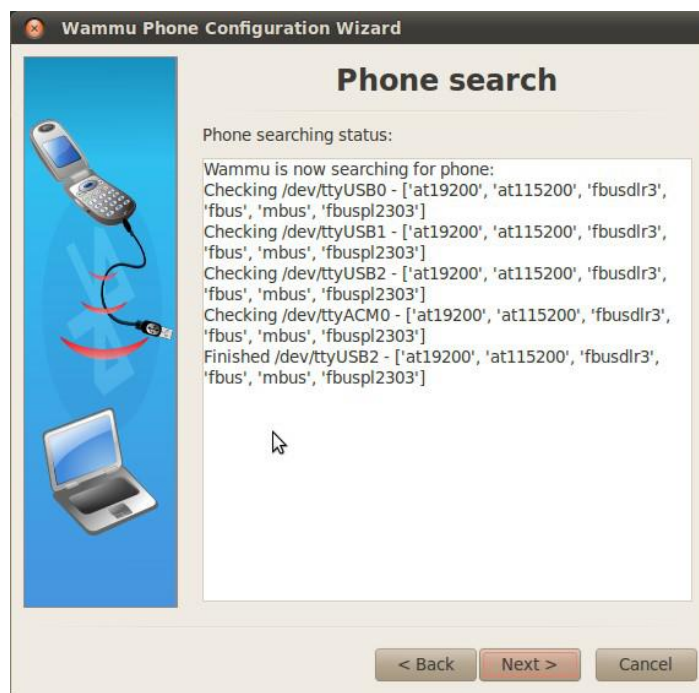 Wammu Phone Configuration Wizard
Phone search
Phone searching status:
Wammu is now searching for phone:
Checking /dev/ttyUSB0 - ['at19200', 'at115200', 'fbusdlr3',
'fbus', 'mbus', 'fbuspl2303']
Checking /dev/ttyUSB1 - ['at19200', 'at115200', 'fbusdlr3',
'fbus', 'mbus', 'fbuspl2303']
Checking /dev/ttyUSB2 - ['at19200', 'at115200', 'fbusdlr3',
'fbus', 'mbus', 'fbuspl2303']
Checking /dev/ttyACM0 - ['at19200', 'at115200', 'fbusdlr3',
'fbus', 'mbus', 'fbuspl2303']
Finished /dev/ttyUSB2 - ['at19200', 'at115200', 'fbusdlr3',
'fbus', 'mbus', 'fbuspl2303']
< Back Next > Cancel